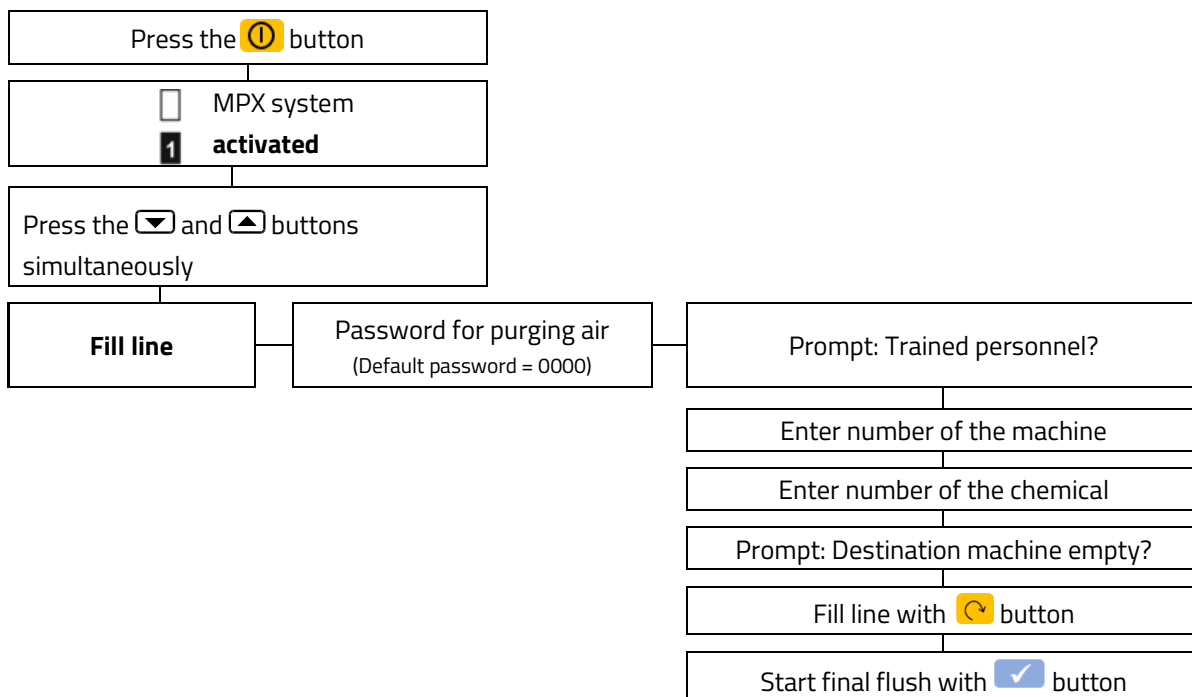 Press the button
MPX system
1 activated
Press the and buttons
simultaneously
Fill line
Password for purging air
(Default password = 0000)
Prompt: Trained personnel?
Enter number of the machine
Enter number of the chemical
Prompt: Destination machine empty?
Fill line with button
Start final flush with button